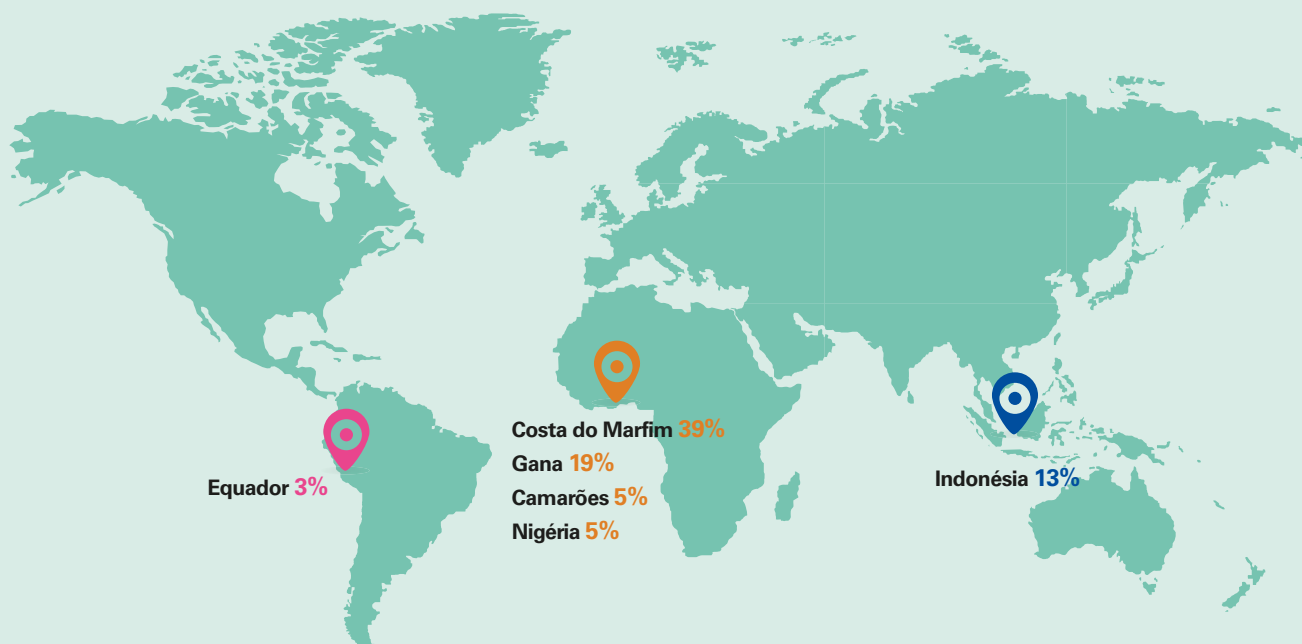 Costa do Marfim 39%
Gana 19%
Camarões 5%
Nigéria 5%
Equador 3%
Indonésia 13%